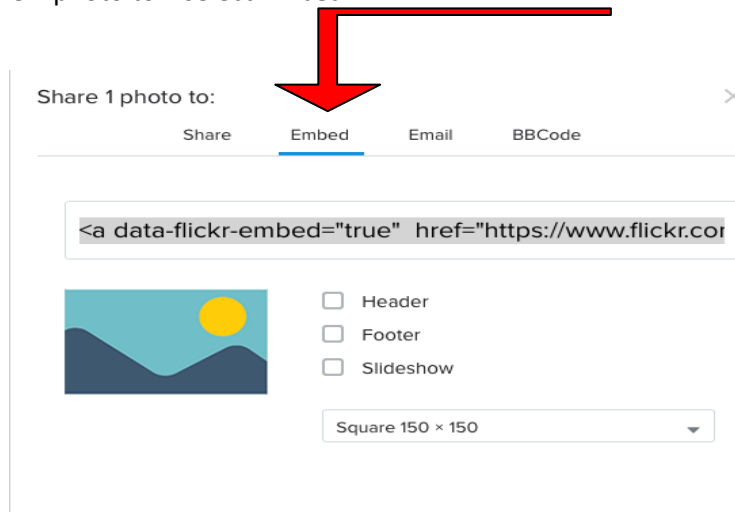 Share 1 photo to:
Share Embed Email BBCode
<a data-flickr-embed="true" href="https://www.flickr.cor
Header
Footer
Slideshow
Square 150 × 150